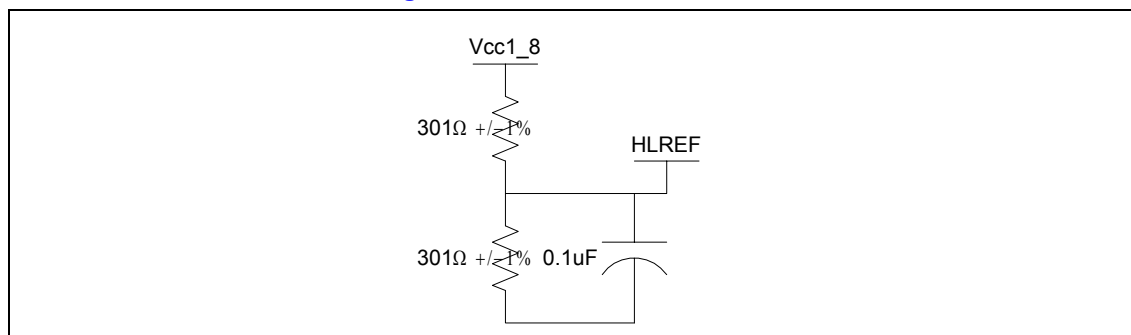 Vcc1_8
301Ω +/–1%
HLREF
301Ω +/–1% 0.1uF